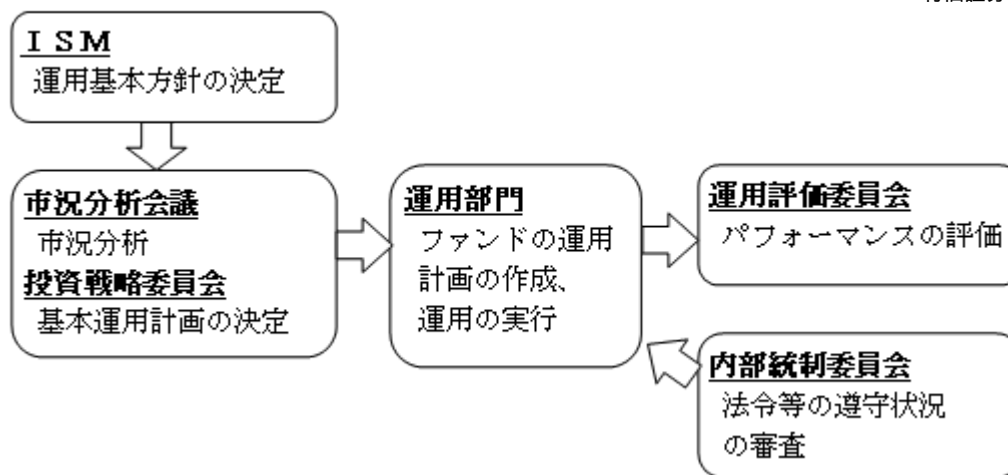 ＩＳＭ
運用基本方針の決定
市況分析会議
市況分析
投資戦略委員会
基本運用計画の決定
運用部門
ファンドの運用
計画の作成、
運用の実行
運用評価委員会
パフォーマンスの評価
内部統制委員会
法令等の遵守状況
の審査